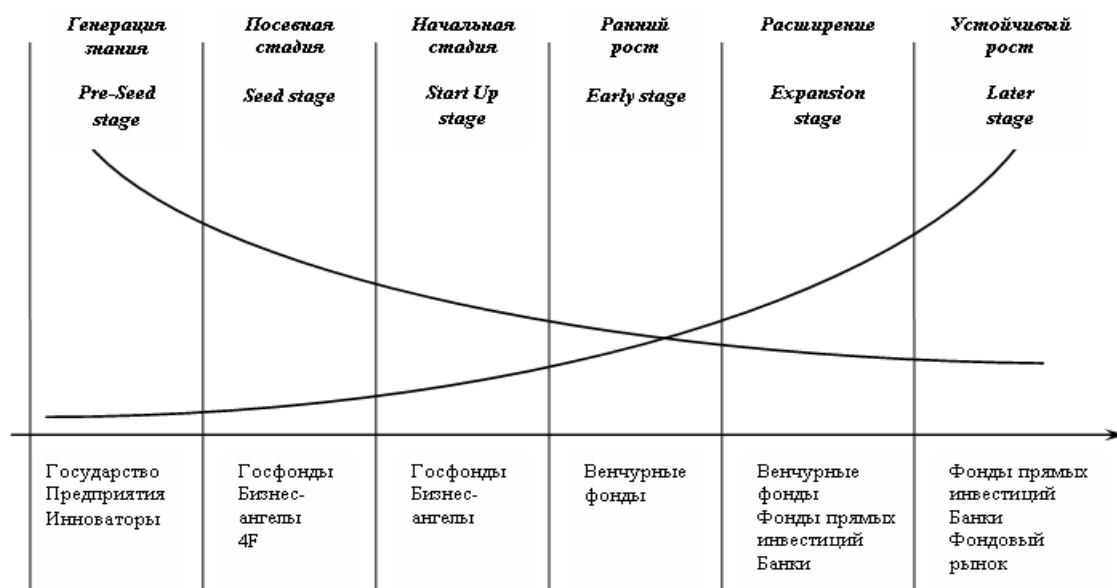 Генерация
знания
Pre-Seed
stage
Посевная
стадия
Seed stage
Начальная
стадия
Start Up
stage
Ранний
рост
Early stage
Расширение
Expansion
stage
Устойчивый
рост
Later
stage
Государство
Предприятия
Инноваторы
Госфонды
Бизнес-
ангелы
4F
Госфонды
Бизнес-
ангелы
Венчурные
фонды
Венчурные
фонды
Фонды прямых
инвестиций
Банки
Фонды прямых
инвестиций
Банки
Фондовый
рынок